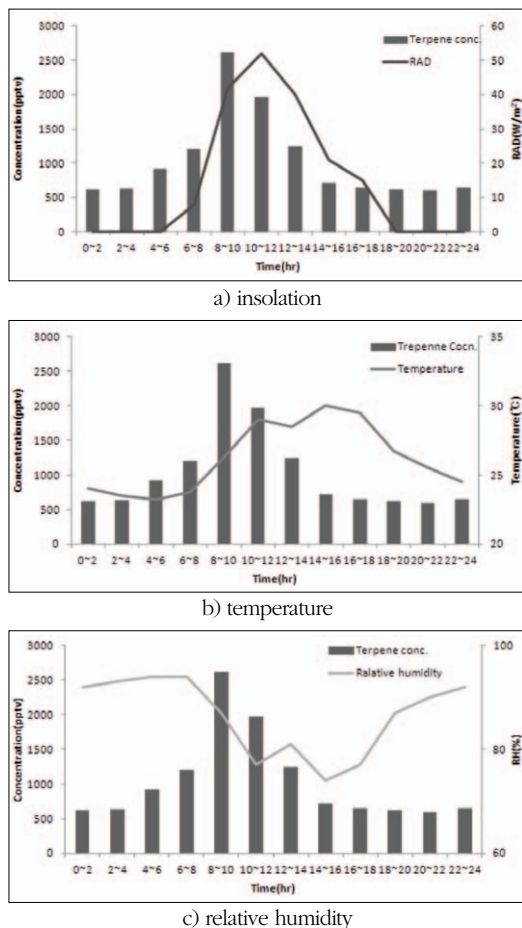 3000
2500
2000
1500
1000
500
0
Concentration(pptv)
Terpene conc.
RAD
60
50
40
30
20
10
0
RAD(W/m²)
0~2 2~4 4~6 6~8 8~10 10~12 12~14 14~16 16~18 18~20 20~22 22~24
Time(hr)
a) insolation
3000
2500
2000
1500
1000
500
0
Concentration(pptv)
Trepenne Cocn.
Temperature
35
30
25
20
Temperature(℃)
0~2 2~4 4~6 6~8 8~10 10~12 12~14 14~16 16~18 18~20 20~22 22~24
Time(hr)
b) temperature
3000
2500
2000
1500
1000
500
0
Concentration(pptv)
Terpene conc.
Ralative humidity
100
80
60
RH(%)
0~2 2~4 4~6 6~8 8~10 10~12 12~14 14~16 16~18 18~20 20~22 22~24
Time(hr)
c) relative humidity